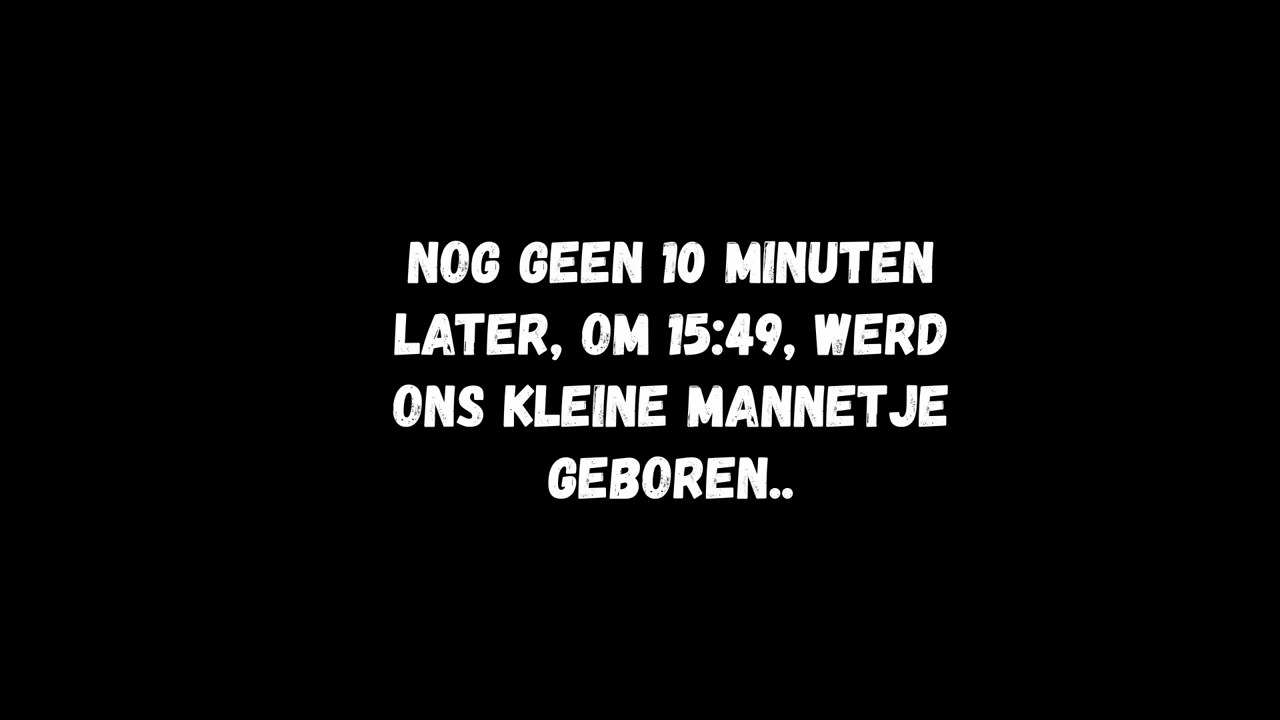 NOG GEEN 10 MINUTEN
LATER, OM 15:49, WERD
ONS KLEINE MANNETJE
GEBOREN..